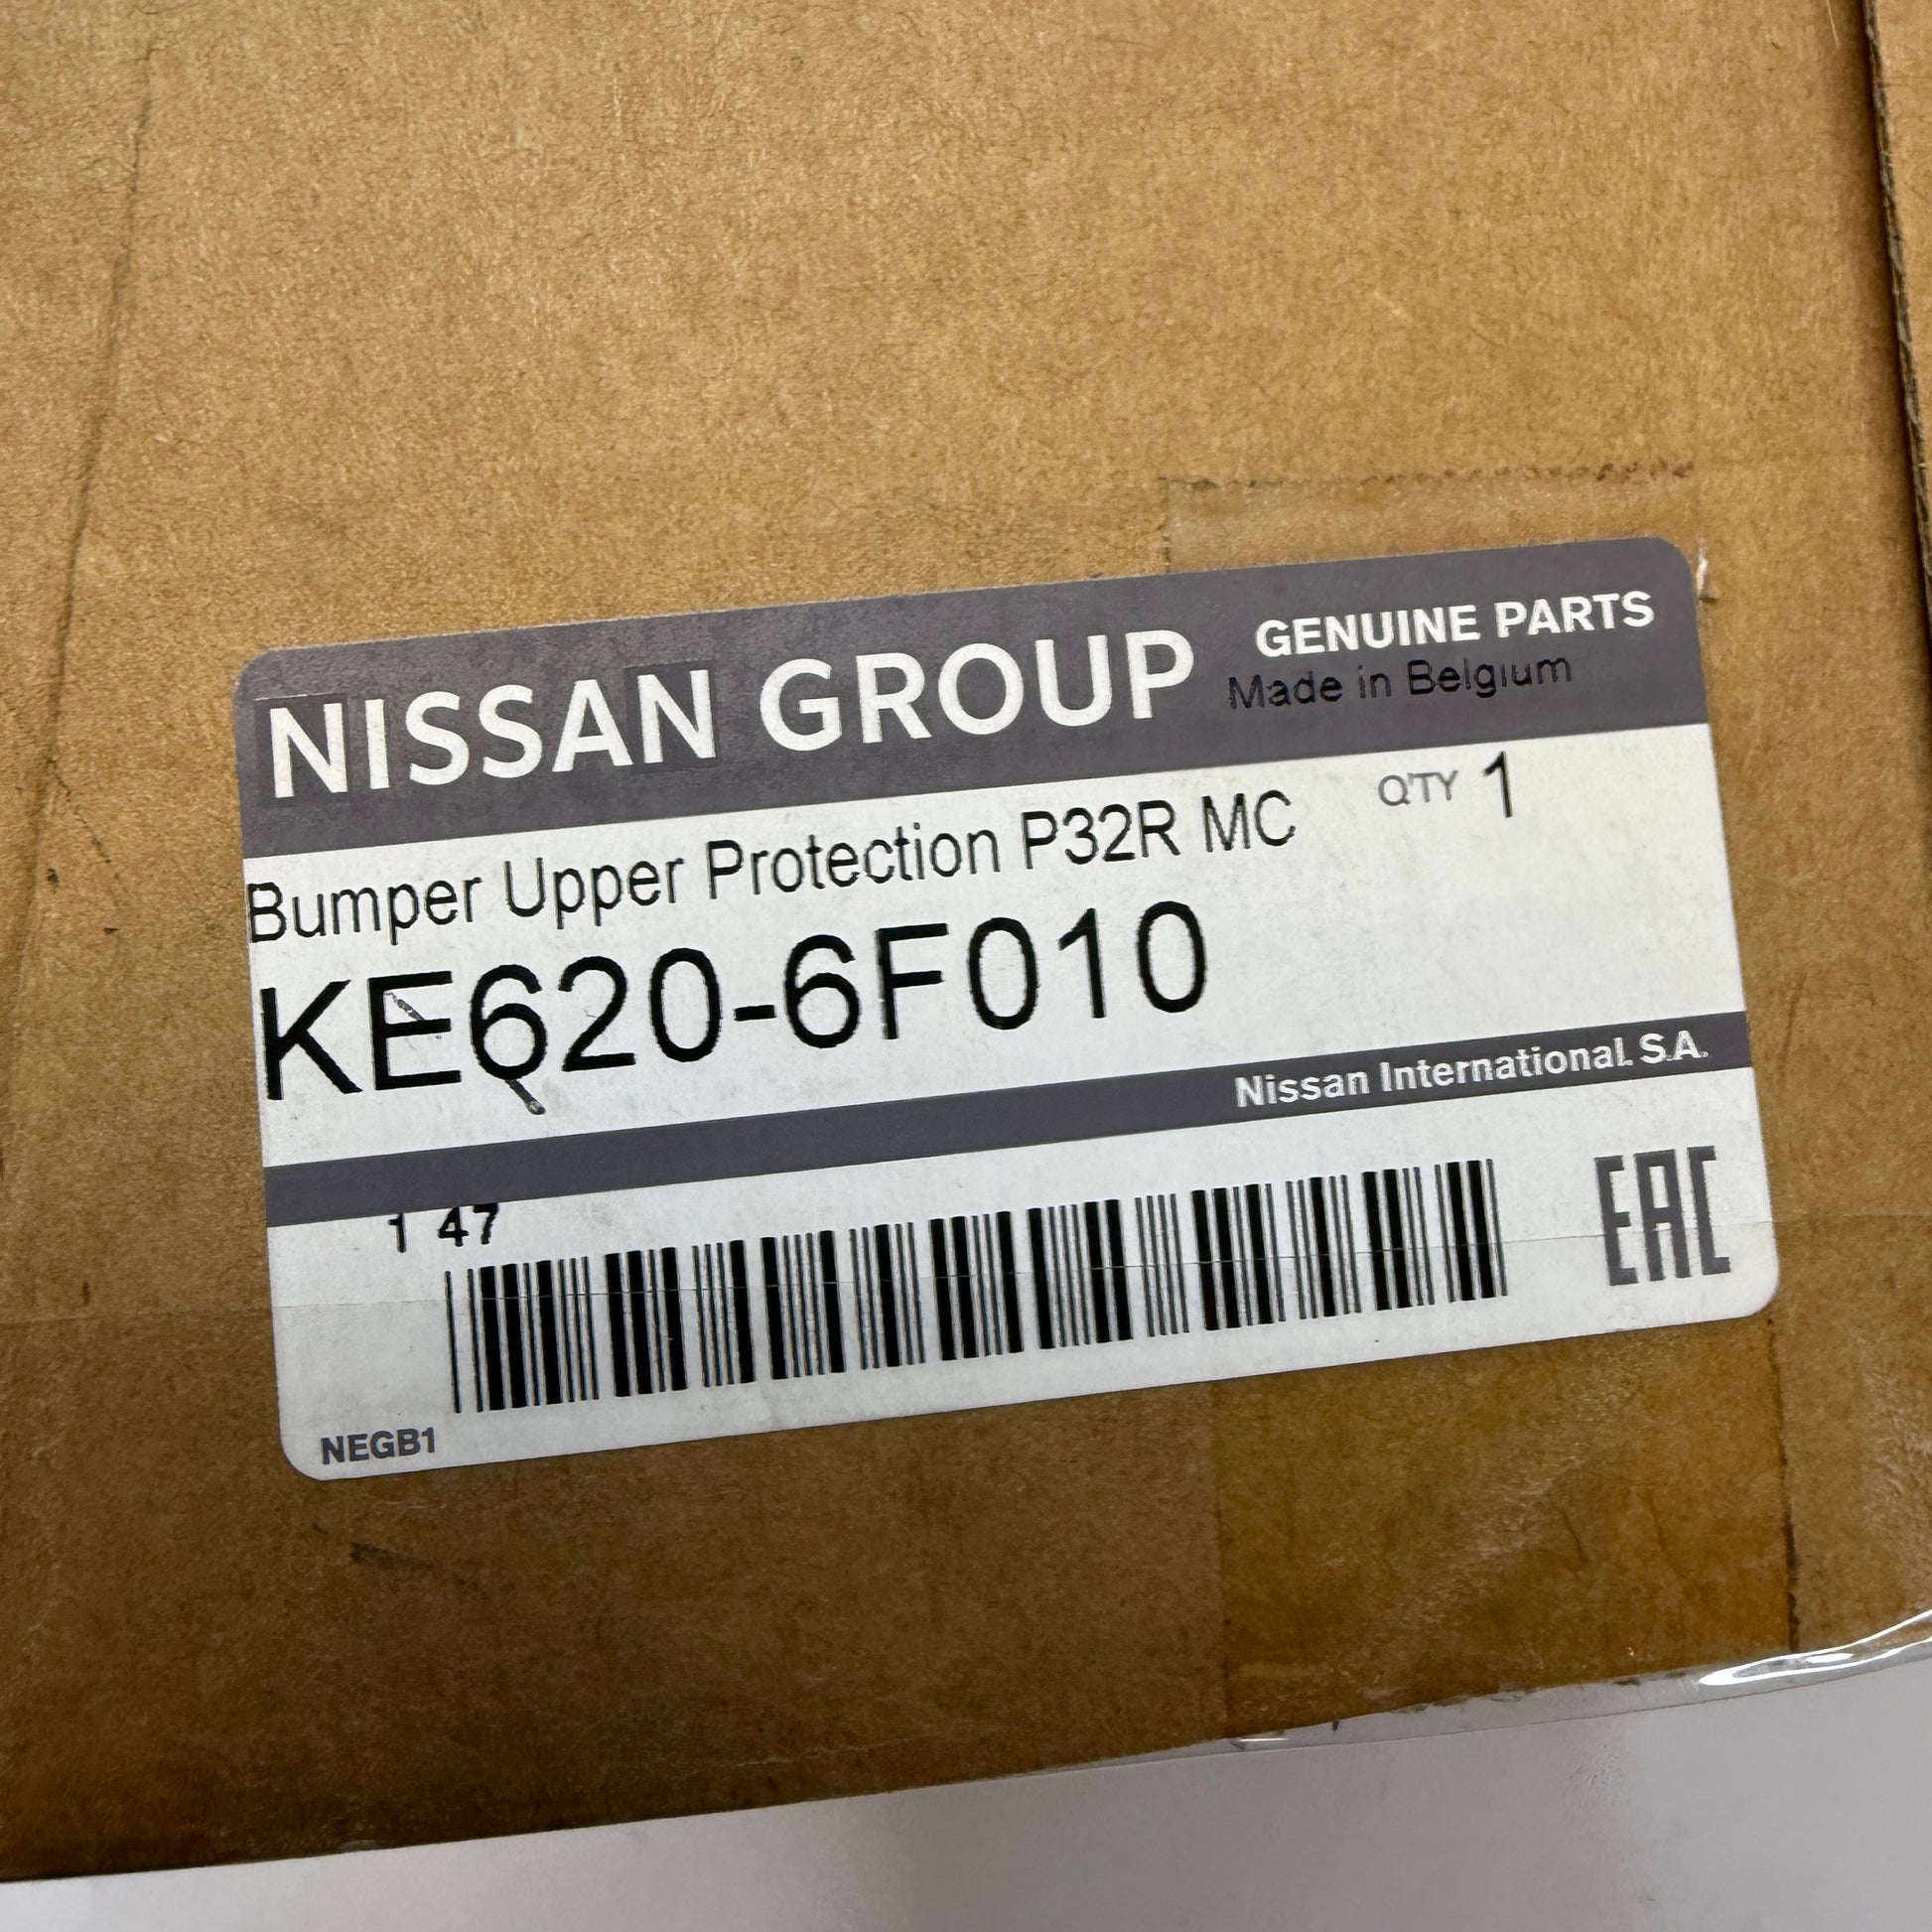 NISSAN GROUP GENUINE PARTS
Made in Belgium
Bumper Upper Protection P32R MC Q'TY 1
KE620-6F010
Nissan International S.A.
1 47
EAC
NEGB1